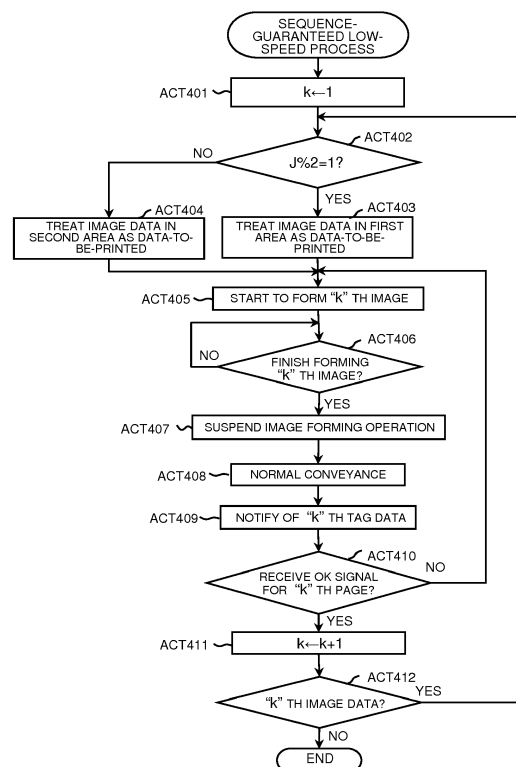 SEQUENCE-
GUARANTEED LOW-
SPEED PROCESS
ACT401
k←1
ACT402
J%2=1?
NO
YES
ACT404
TREAT IMAGE DATA IN
SECOND AREA AS DATA-TO-
BE-PRINTED
ACT403
TREAT IMAGE DATA IN FIRST
AREA AS DATA-TO-BE-
PRINTED
ACT405
START TO FORM “k” TH IMAGE
ACT406
FINISH FORMING
“k” TH IMAGE?
NO
YES
ACT407
SUSPEND IMAGE FORMING OPERATION
ACT408
NORMAL CONVEYANCE
ACT409
NOTIFY OF “k” TH TAG DATA
ACT410
RECEIVE OK SIGNAL
FOR “k” TH PAGE?
NO
YES
ACT411
k←k+1
ACT412
“k” TH IMAGE DATA?
YES
NO
END